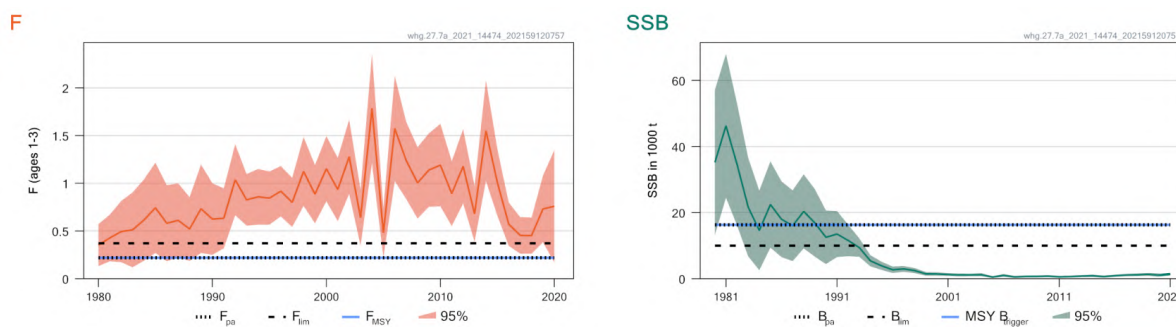 F
SSB
whg.27.7a_2021_14474_202159120757
whg.27.7a_2021_14474_20215912075
F (ages 1-3)
2
1.5
1
0.5
0
1980
1990
2000
2010
2020
F_pa
F_lim
F_MSY
95%
SSB in 1000 t
60
40
20
0
1981
1991
2001
2011
202
B_pa
B_lim
MSY B_trigger
95%